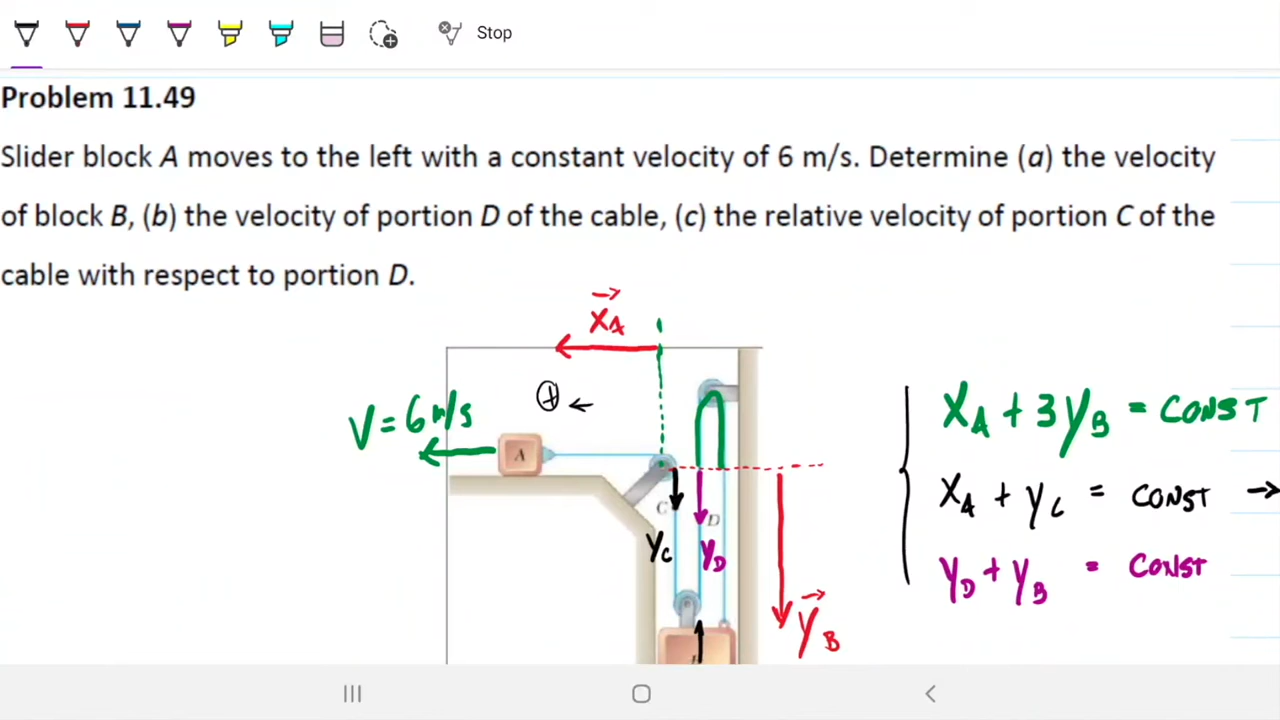 Stop
Problem 11.49
Slider block A moves to the left with a constant velocity of 6 m/s. Determine (a) the velocity
of block B, (b) the velocity of portion D of the cable, (c) the relative velocity of portion C of the
cable with respect to portion D.
X_A
V = 6 m/s
+ ←
A
C
D
Y_C
Y_D
Y_B
X_A + 3Y_B = CONST
X_A + Y_C = CONST →
Y_D + Y_B = CONST